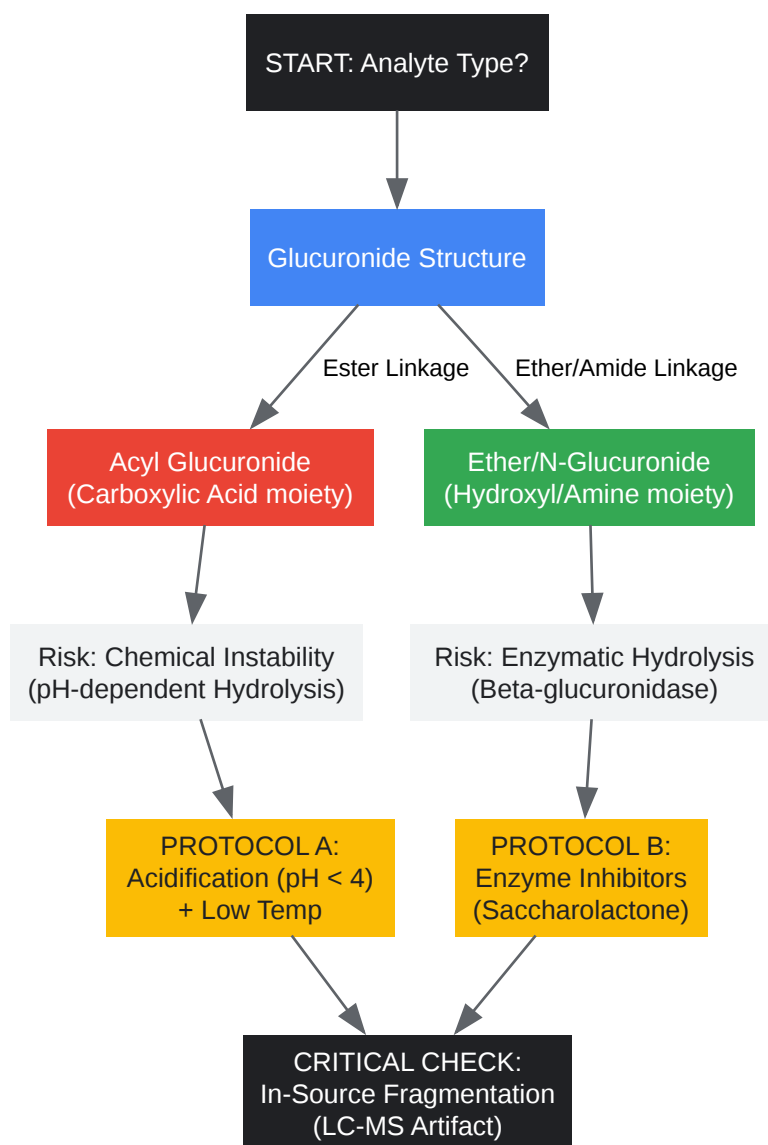 START: Analyte Type?
Glucuronide Structure
Ester Linkage
Ether/Amide Linkage
Acyl Glucuronide
(Carboxylic Acid moiety)
Ether/N-Glucuronide
(Hydroxyl/Amine moiety)
Risk: Chemical Instability
(pH-dependent Hydrolysis)
Risk: Enzymatic Hydrolysis
(Beta-glucuronidase)
PROTOCOL A:
Acidification (pH < 4)
+ Low Temp
PROTOCOL B:
Enzyme Inhibitors
(Saccharolactone)
CRITICAL CHECK:
In-Source Fragmentation
(LC-MS Artifact)